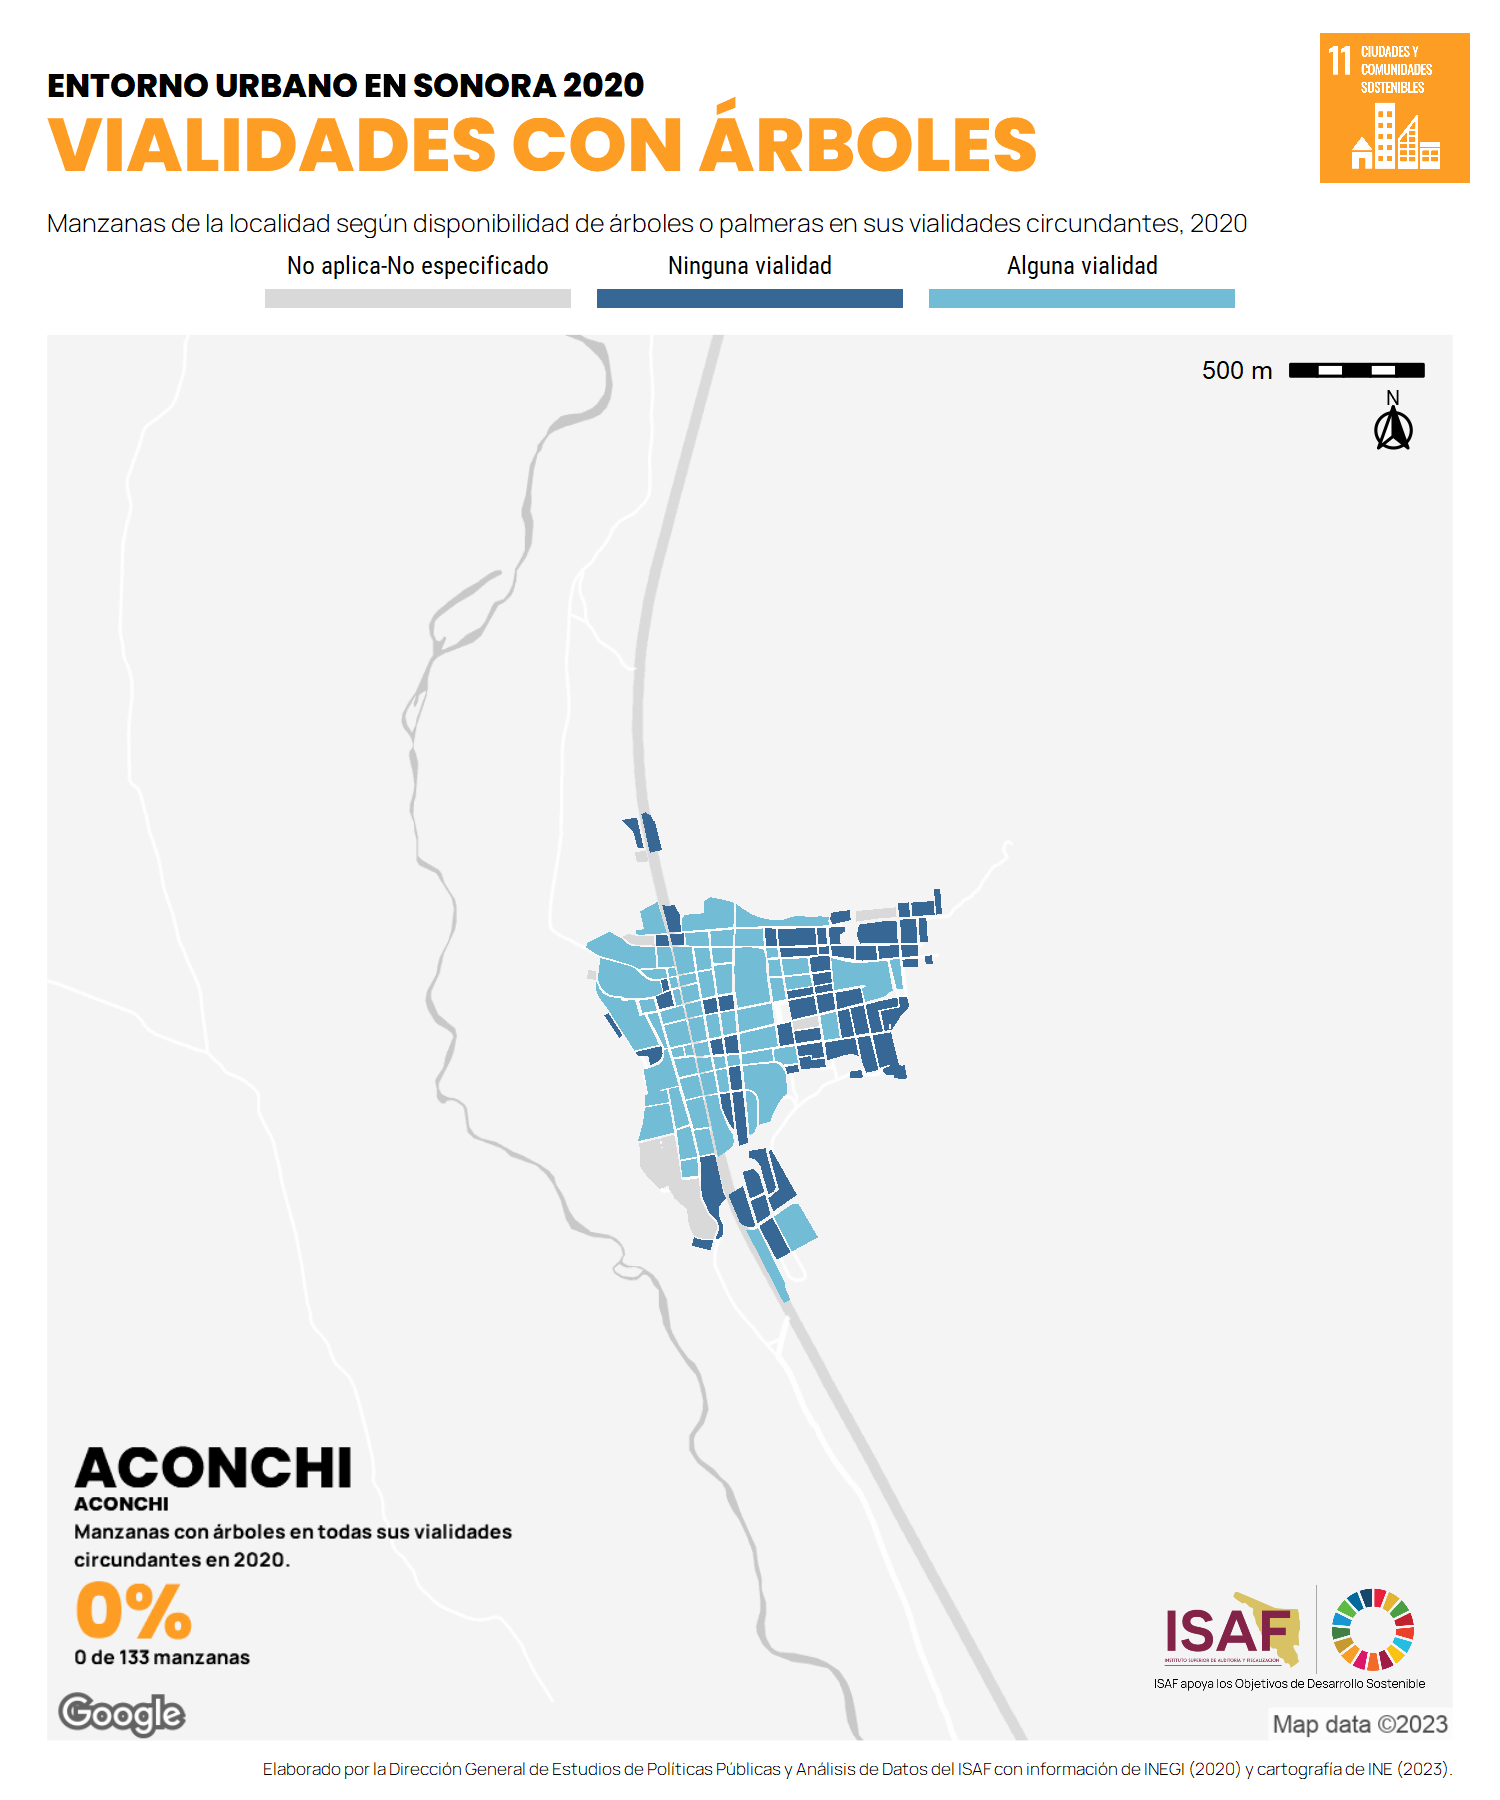 ENTORNO URBANO EN SONORA 2020
VIALIDADES CON ÁRBOLES
11 CIUDADES Y
COMUNIDADES
SOSTENIBLES
Manzanas de la localidad según disponibilidad de árboles o palmeras en sus vialidades circundantes, 2020
No aplica-No especificado
Ninguna vialidad
Alguna vialidad
500 m
N
ACONCHI
ACONCHI
Manzanas con árboles en todas sus vialidades
circundantes en 2020.
0%
0 de 133 manzanas
Google
ISAF
INSTITUTO SUPERIOR DE AUDITORÍA Y FISCALIZACIÓN
ISAF apoya los Objetivos de Desarrollo Sostenible
Map data ©2023
Elaborado por la Dirección General de Estudios de Políticas Públicas y Análisis de Datos del ISAF con información de INEGI (2020) y cartografía de INE (2023).